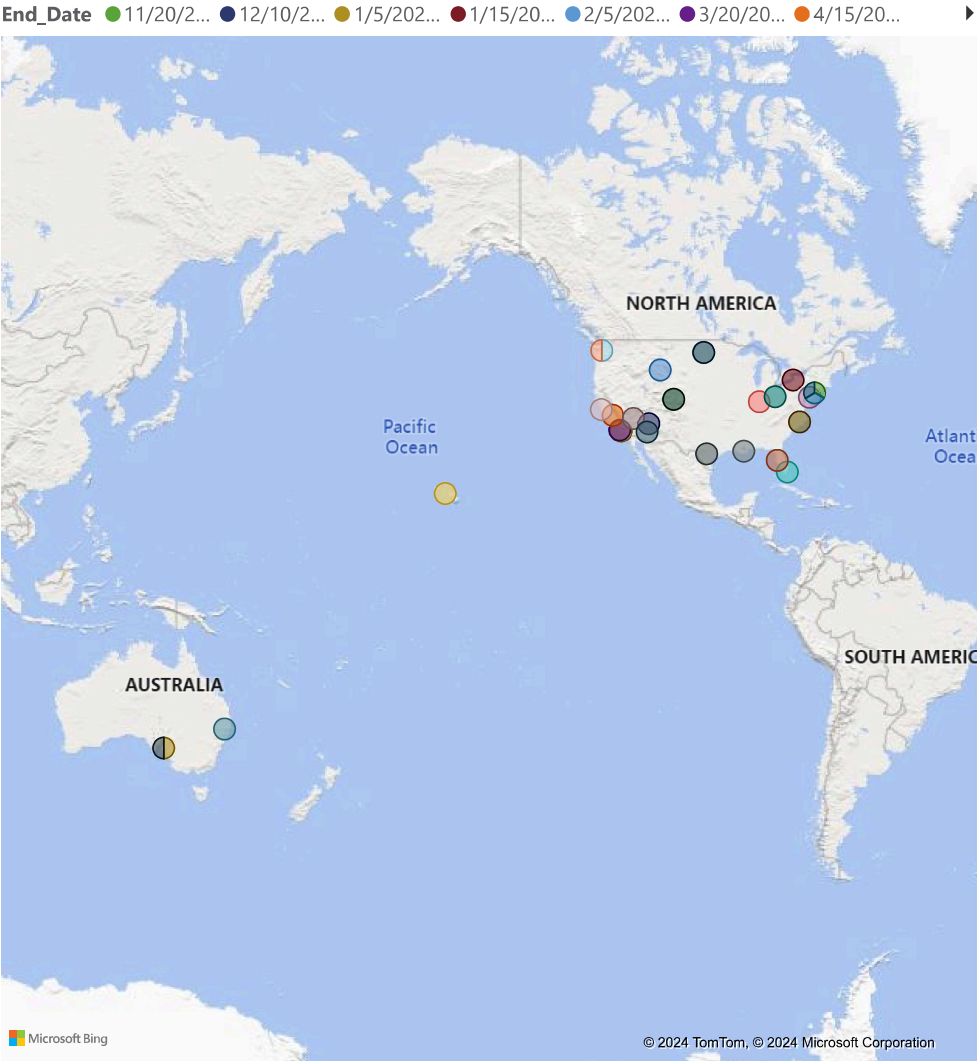 End_Date 11/20/2... 12/10/2... 1/5/202... 1/15/20... 2/5/202... 3/20/20... 4/15/20...
NORTH AMERICA
Pacific
Ocean
Atlant
Ocea
SOUTH AMERIC
AUSTRALIA
Microsoft Bing
© 2024 TomTom, © 2024 Microsoft Corporation